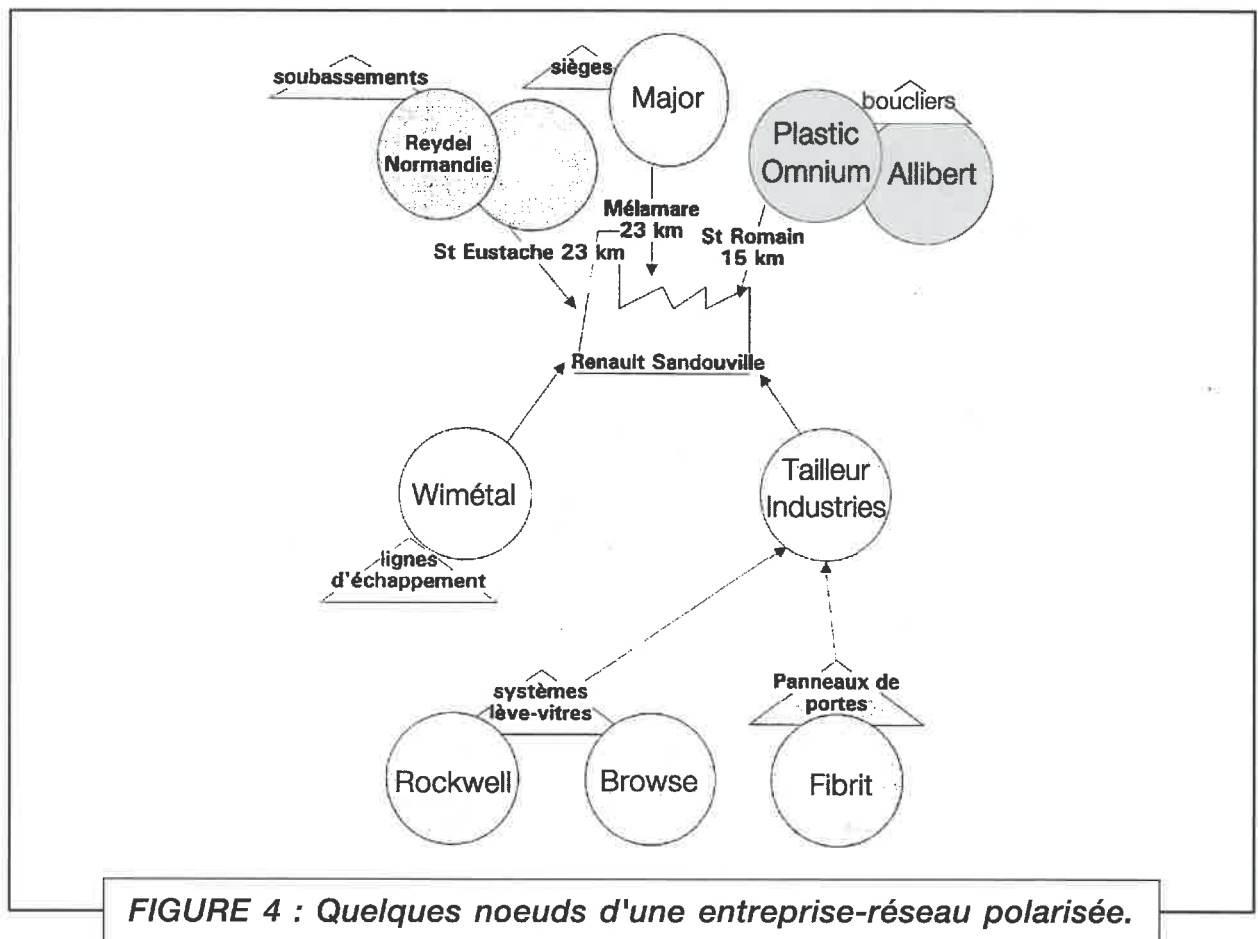 soubassements
sièges
Major
boucliers
Reydel
Normandie
Plastic
Omnium
Allibert
Mélamare
23 km
St Eustache 23 km
St Romain
15 km
Renault Sandouville
Wimétal
Tailleur
Industries
lignes
d'échappement
systèmes
lève-vitres
Panneaux de
portes
Rockwell
Browse
Fibrit
FIGURE 4 : Quelques noeuds d'une entreprise-réseau polarisée.